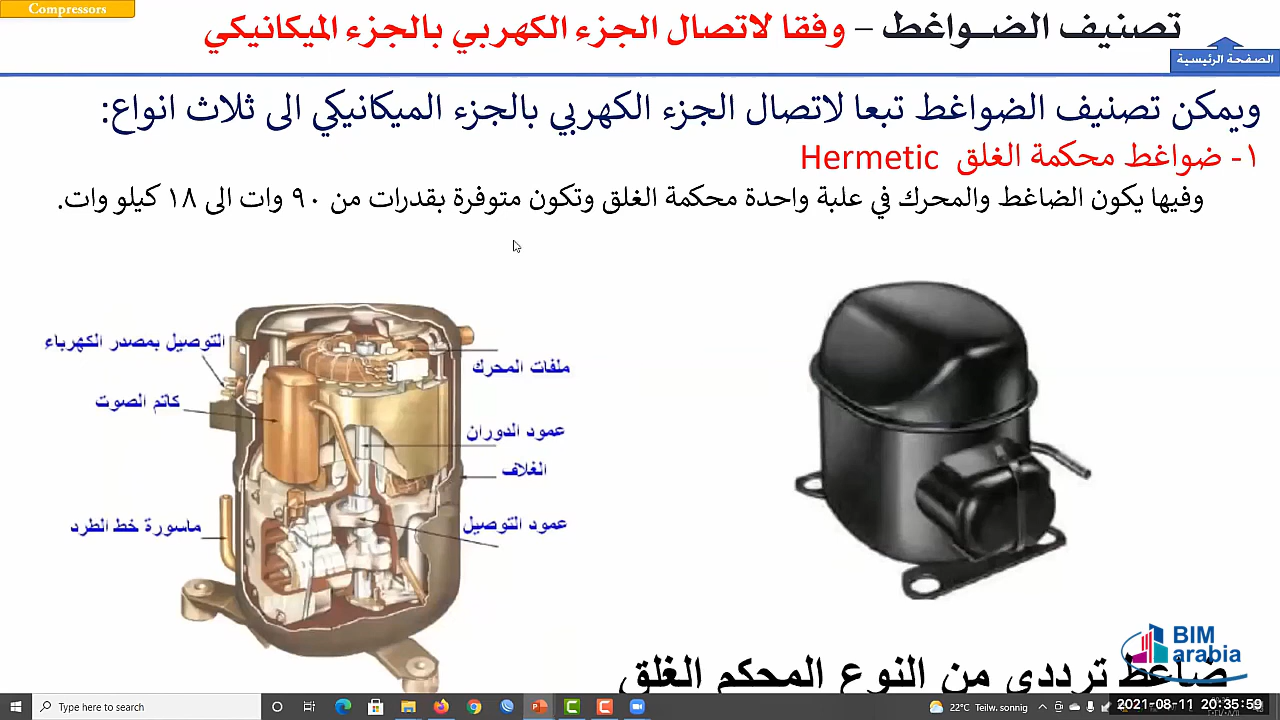 Compressors
تصنيف الضــواغط – وفقا لاتصال الجزء الكهربي بالجزء الميكانيكي
الصفحة الرئيسية
ويمكن تصنيف الضواغط تبعا لاتصال الجزء الكهربي بالجزء الميكانيكي الى ثلاث انواع:
١- ضواغط محكمة الغلق Hermetic
وفيها يكون الضاغط والمحرك في علبة واحدة محكمة الغلق وتكون متوفرة بقدرات من ٩٠ وات الى ١٨ كيلو وات.
التوصيل بمصدر الكهرباء
ملفات المحرك
كاتم الصوت
عمود الدوران
الغلاف
عمود التوصيل
ماسورة خط الطرد
BIM
arabia
ضاغط ترددي من النوع المحكم الغلق
Type here to search
22°C Teilw. sonnig
2021-08-11 20:35:59